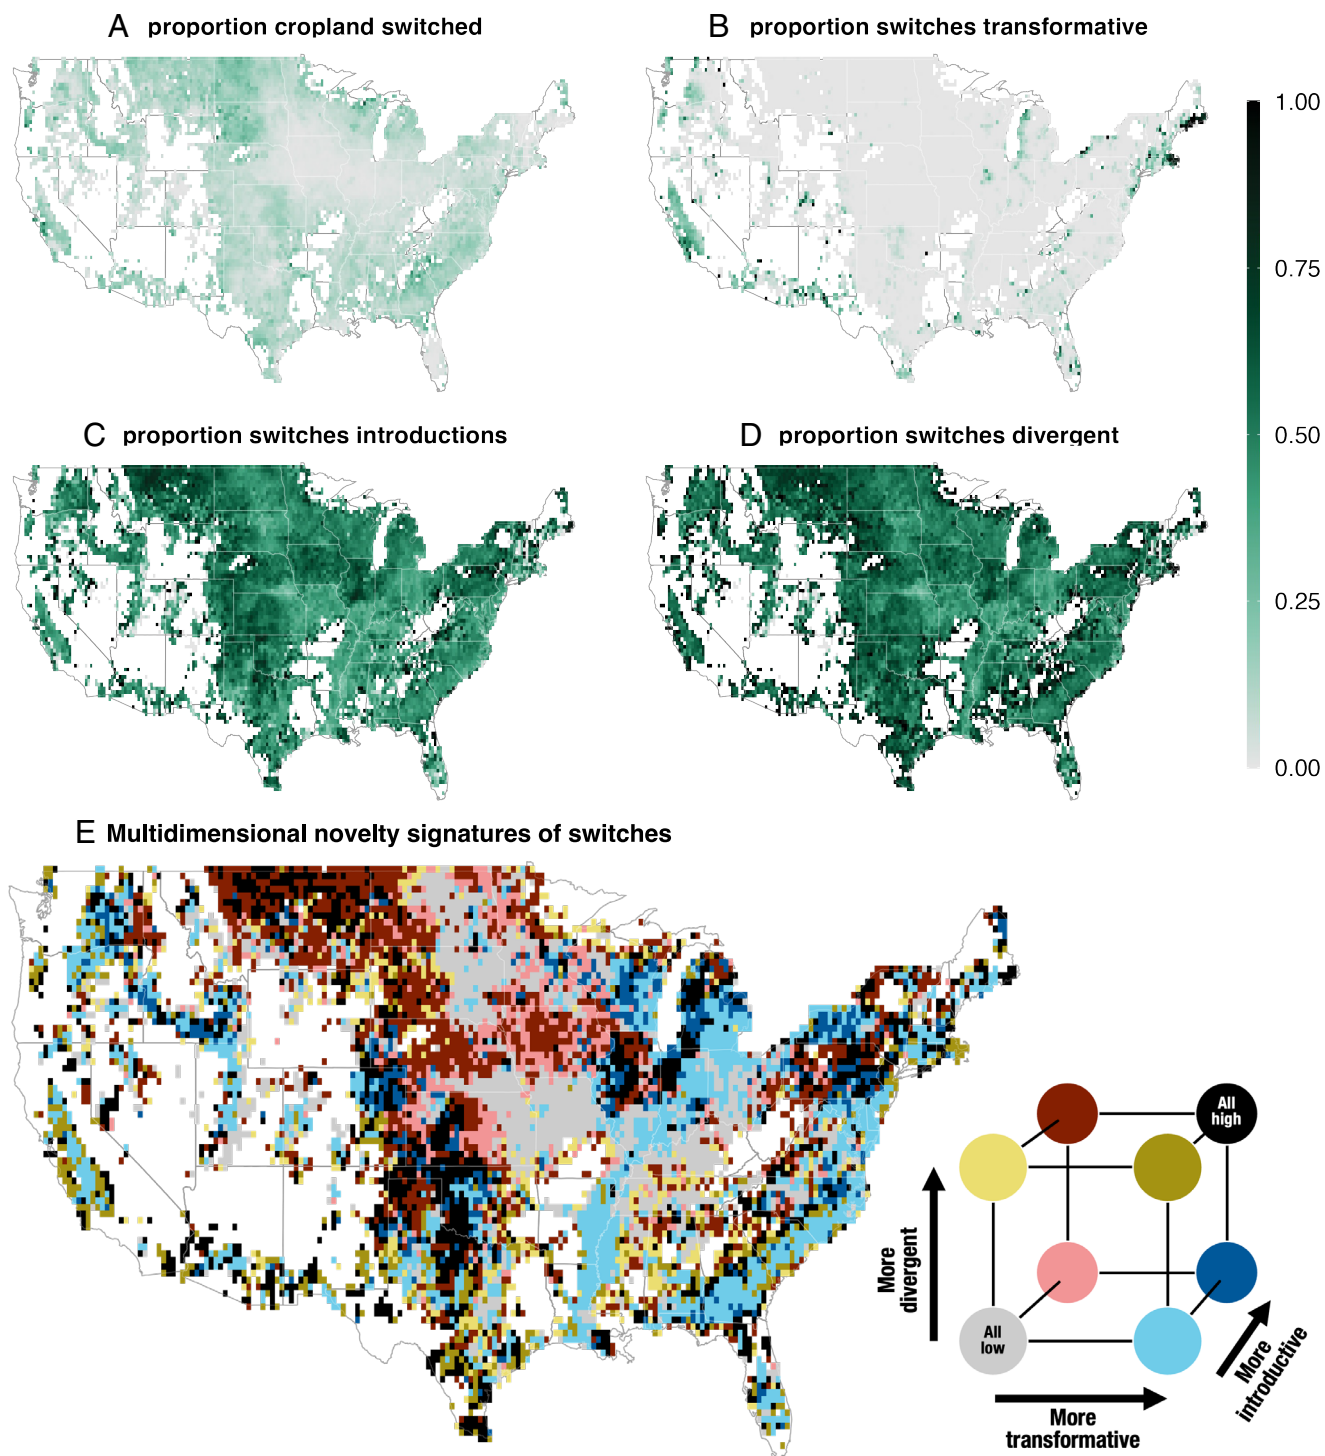 A proportion cropland switched
B proportion switches transformative
1.00
0.75
0.50
0.25
0.00
C proportion switches introductions
D proportion switches divergent
E Multidimensional novelty signatures of switches
All
high
More
divergent
All
low
More
introductive
More
transformative